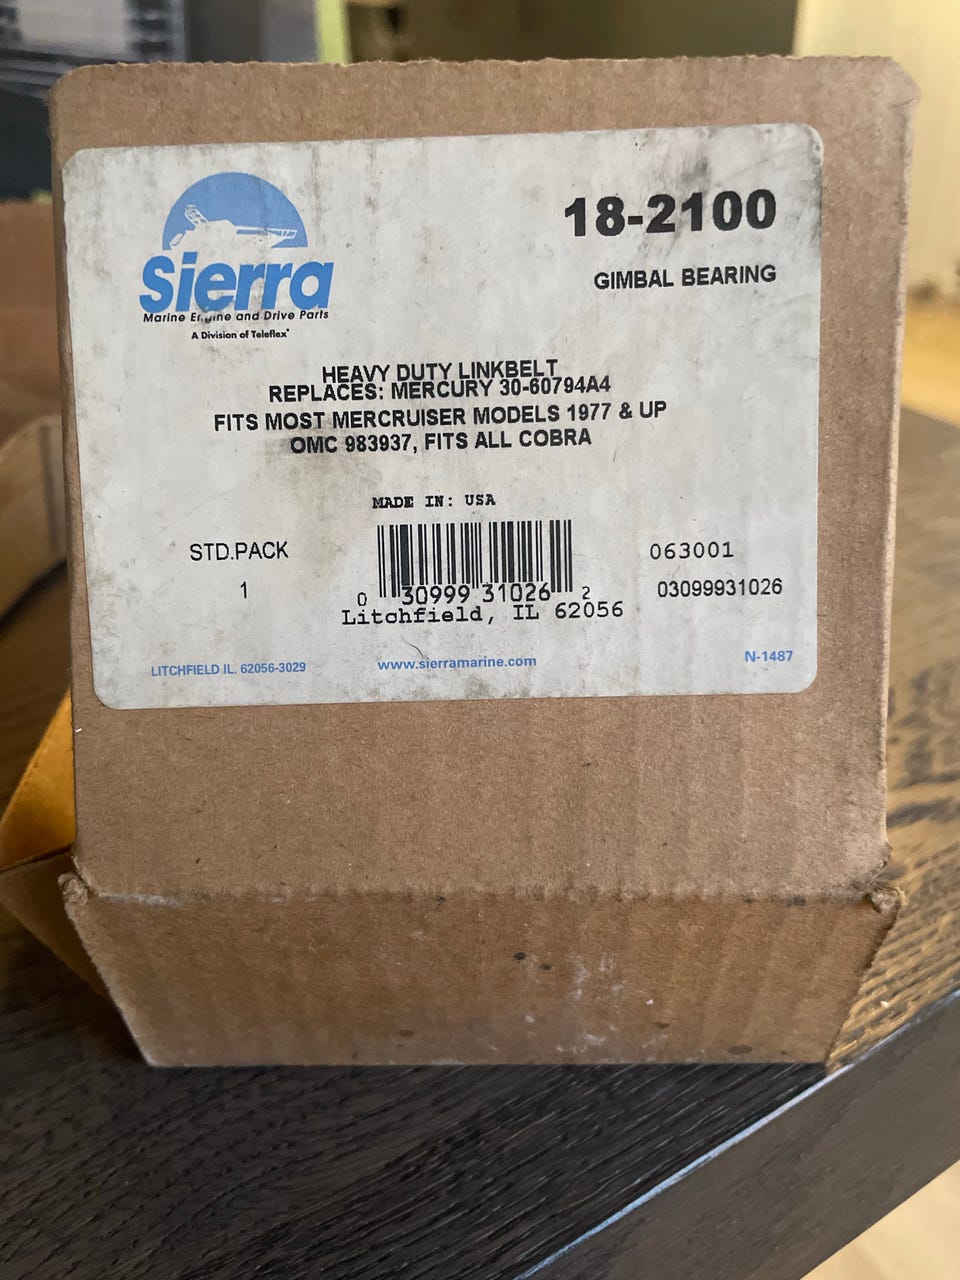 Sierra
Marine Engine and Drive Parts
A Division of Teleflex®
18-2100
GIMBAL BEARING
HEAVY DUTY LINKBELT
REPLACES: MERCURY 30-60794A4
FITS MOST MERCRUISER MODELS 1977 & UP
OMC 983937, FITS ALL COBRA
MADE IN: USA
STD.PACK
1
0 30999 31026 2
Litchfield, IL 62056
063001
03099931026
LITCHFIELD IL. 62056-3029
www.sierramarine.com
N-1487